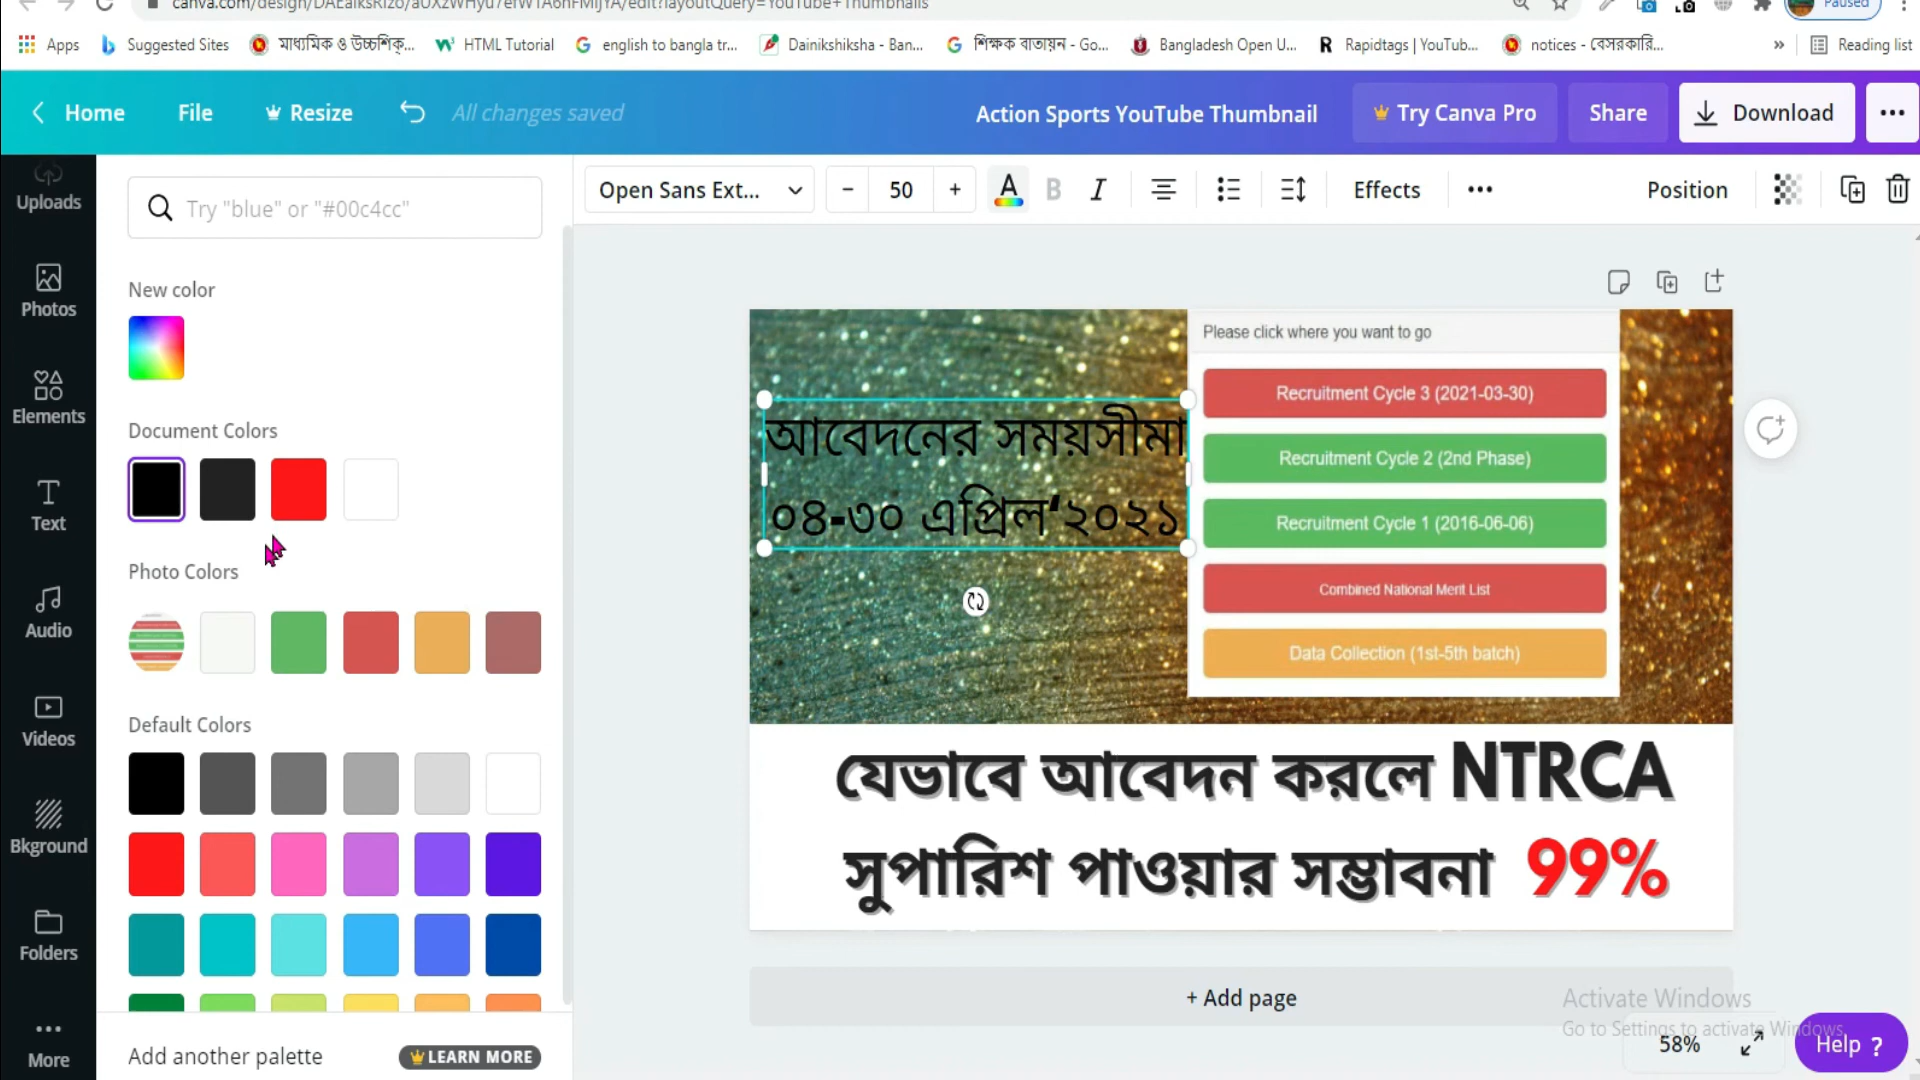 Apps Suggested Sites মাধ্যমিক ও উচ্চশিক্... HTML Tutorial english to bangla tr... Dainikshiksha - Ban... শিক্ষক বাতায়ন - Go... Bangladesh Open U... Rapidtags | YouTub... notices - বেসরকারি... » Reading list
Paused
Home File Resize All changes saved Action Sports YouTube Thumbnail Try Canva Pro Share Download
Uploads
Photos
Elements
Text
Audio
Videos
Bkground
Folders
More
Try "blue" or "#00c4cc"
New color
Document Colors
Photo Colors
Default Colors
Add another palette LEARN MORE
Open Sans Ext... − 50 + A B I Effects Position
Please click where you want to go
Recruitment Cycle 3 (2021-03-30)
Recruitment Cycle 2 (2nd Phase)
Recruitment Cycle 1 (2016-06-06)
Combined National Merit List
Data Collection (1st-5th batch)
আবেদনের সময়সীমা
০৪-৩০ এপ্রিল'২০২১
যেভাবে আবেদন করলে NTRCA
সুপারিশ পাওয়ার সম্ভাবনা 99%
+ Add page
Activate Windows
Go to Settings to activate Windows.
58% Help ?